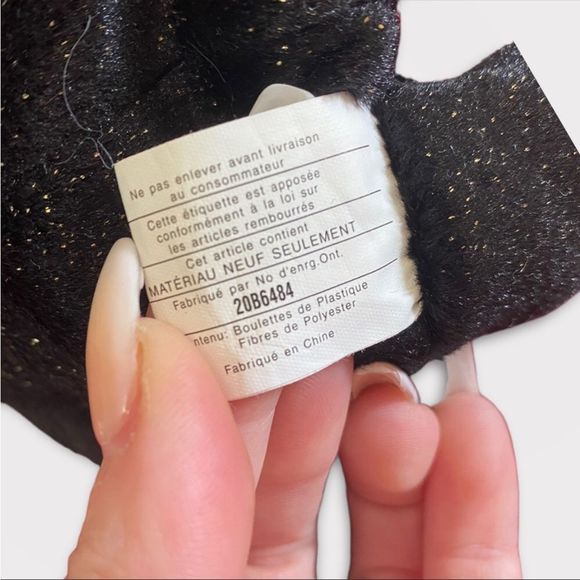 Ne pas enlever avant livraison
au consommateur
Cette étiquette est apposée
conformément à la loi sur
les articles rembourrés
Cet article contient
MATÉRIAU NEUF SEULEMENT
Fabriqué par No d'enrg.Ont.
20B6484
ntenu: Boulettes de Plastique
Fibres de Polyester
Fabriqué en Chine